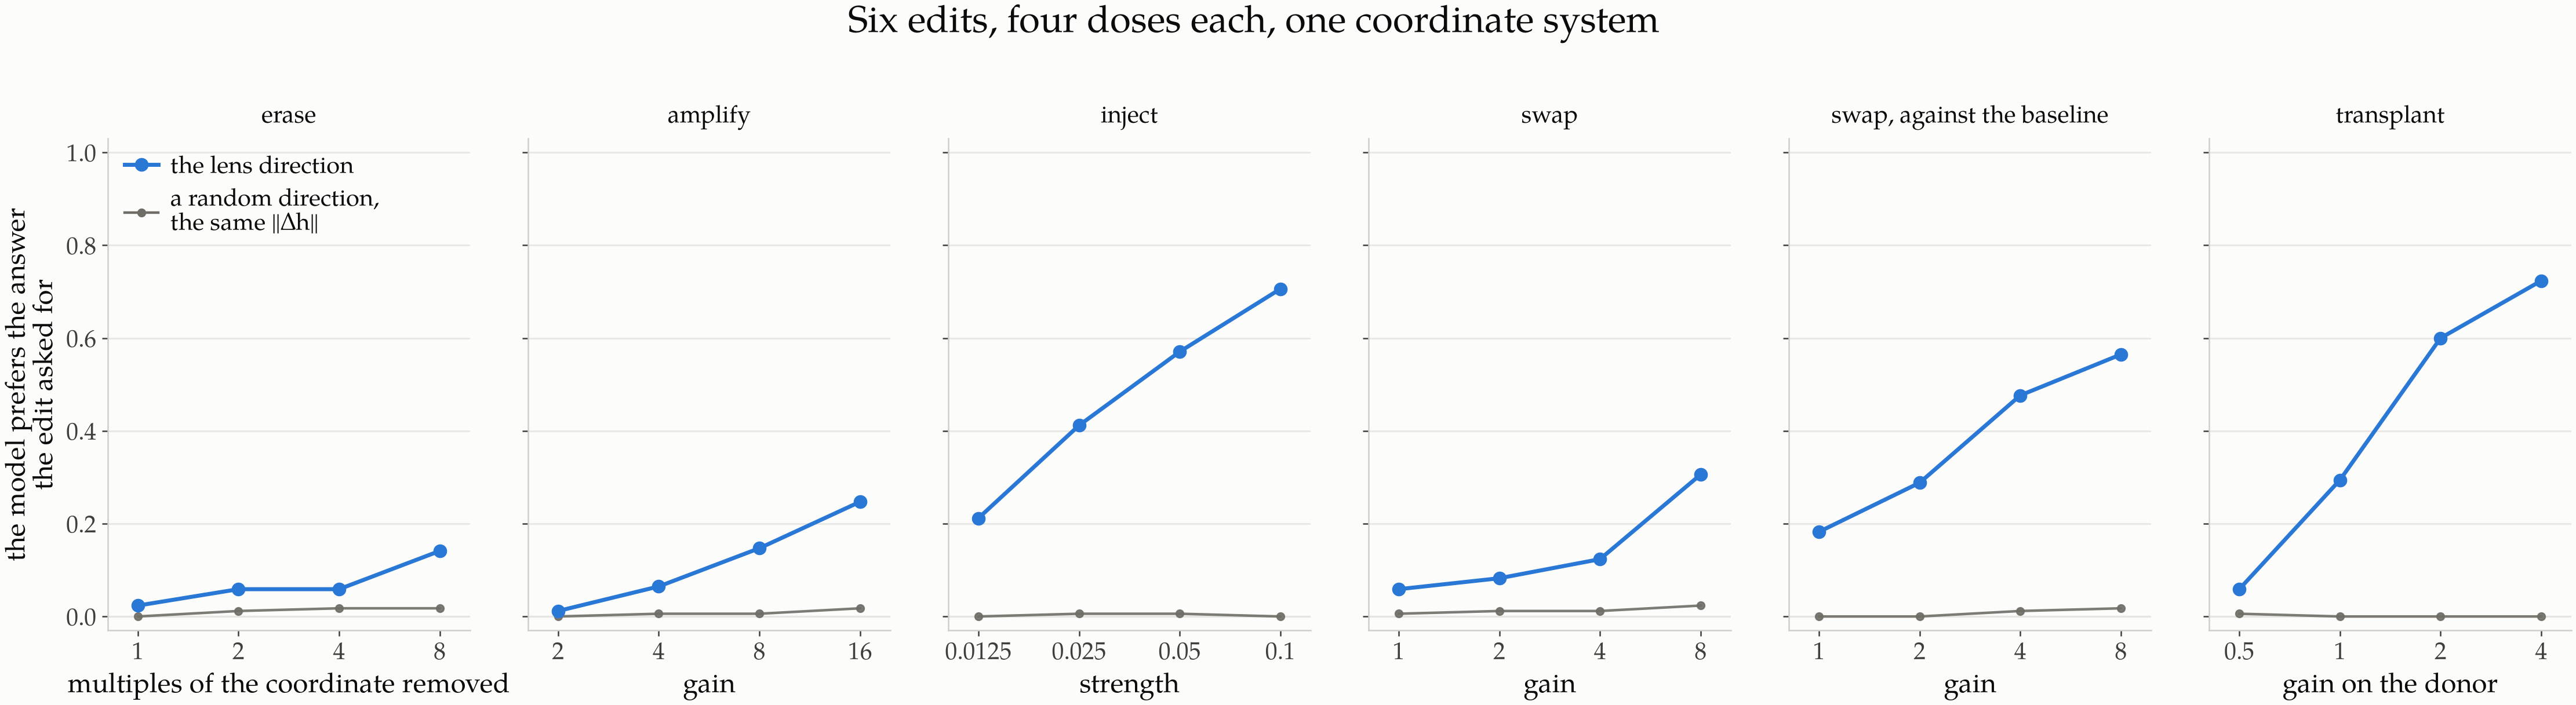 Six edits, four doses each, one coordinate system
erase
amplify
inject
swap
swap, against the baseline
transplant
the model prefers the answer
the edit asked for
1.0
0.8
0.6
0.4
0.2
0.0
the lens direction
a random direction,
the same ||Δh||
1 2 4 8
multiples of the coordinate removed
2 4 8 16
gain
0.0125 0.025 0.05 0.1
strength
1 2 4 8
gain
1 2 4 8
gain
0.5 1 2 4
gain on the donor